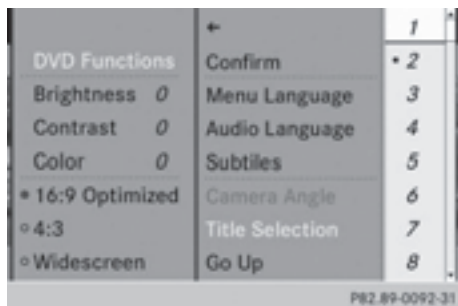 DVD Functions
Brightness 0
Contrast 0
Color 0
16:9 Optimized
4:3
Widescreen
←
Confirm
Menu Language
Audio Language
Subtiles
Camera Angle
Title Selection
Go Up
1
• 2
3
4
5
6
7
8
P82.89-0092-31